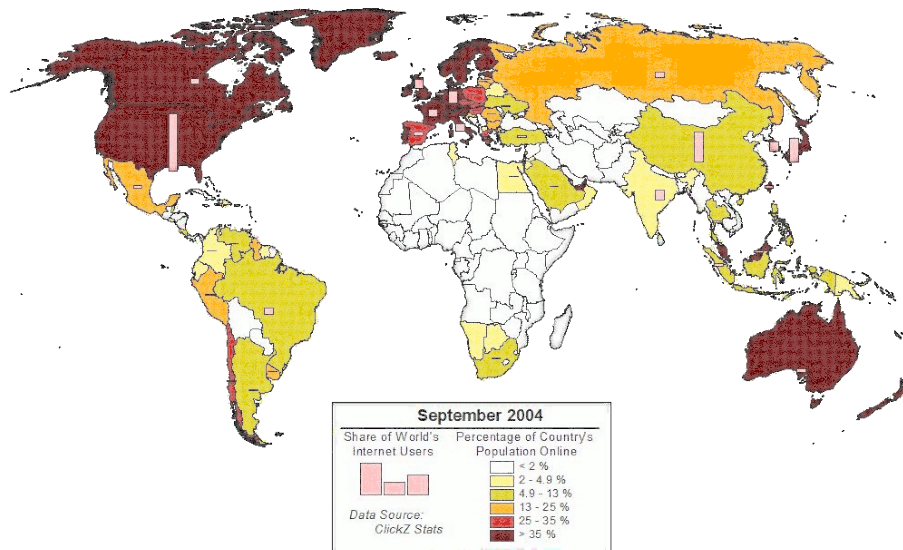 September 2004
Share of World's
Internet Users
Data Source:
ClickZ Stats
Percentage of Country's
Population Online
< 2 %
2 - 4.9 %
4.9 - 13 %
13 - 25 %
25 - 35 %
> 35 %